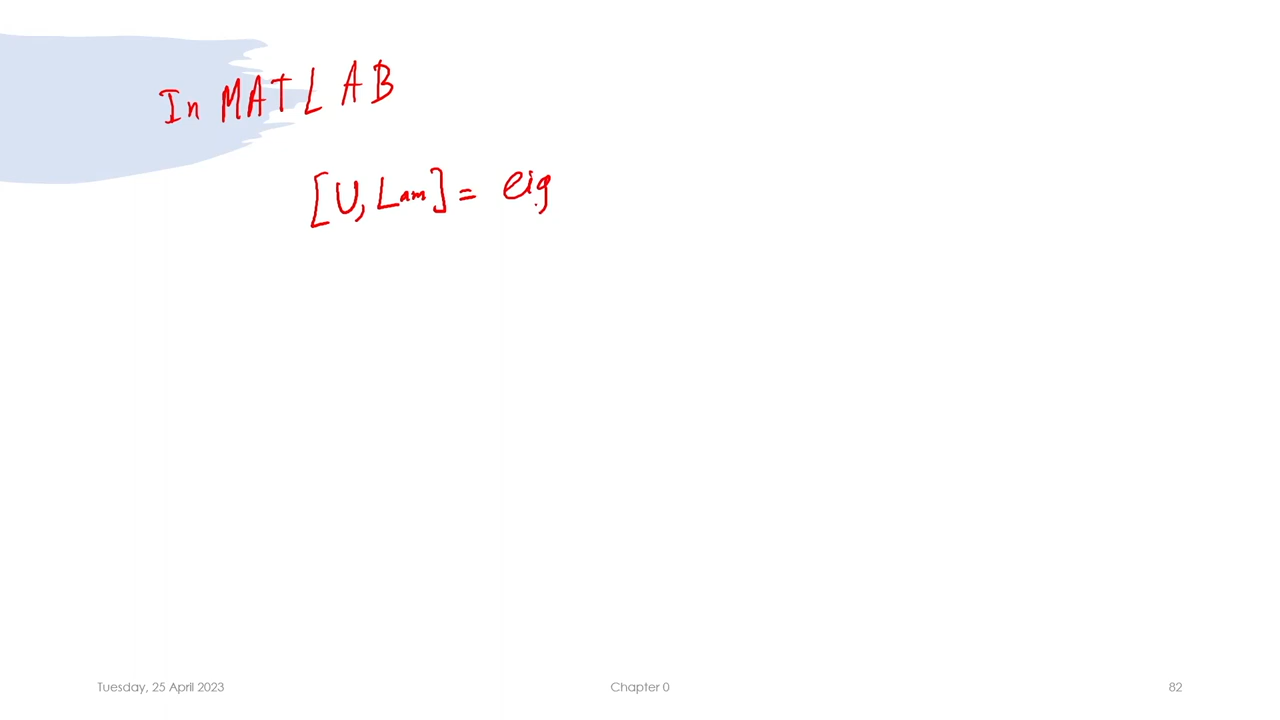 In MATLAB
[U, Lam] = eig
Tuesday, 25 April 2023 Chapter 0 82